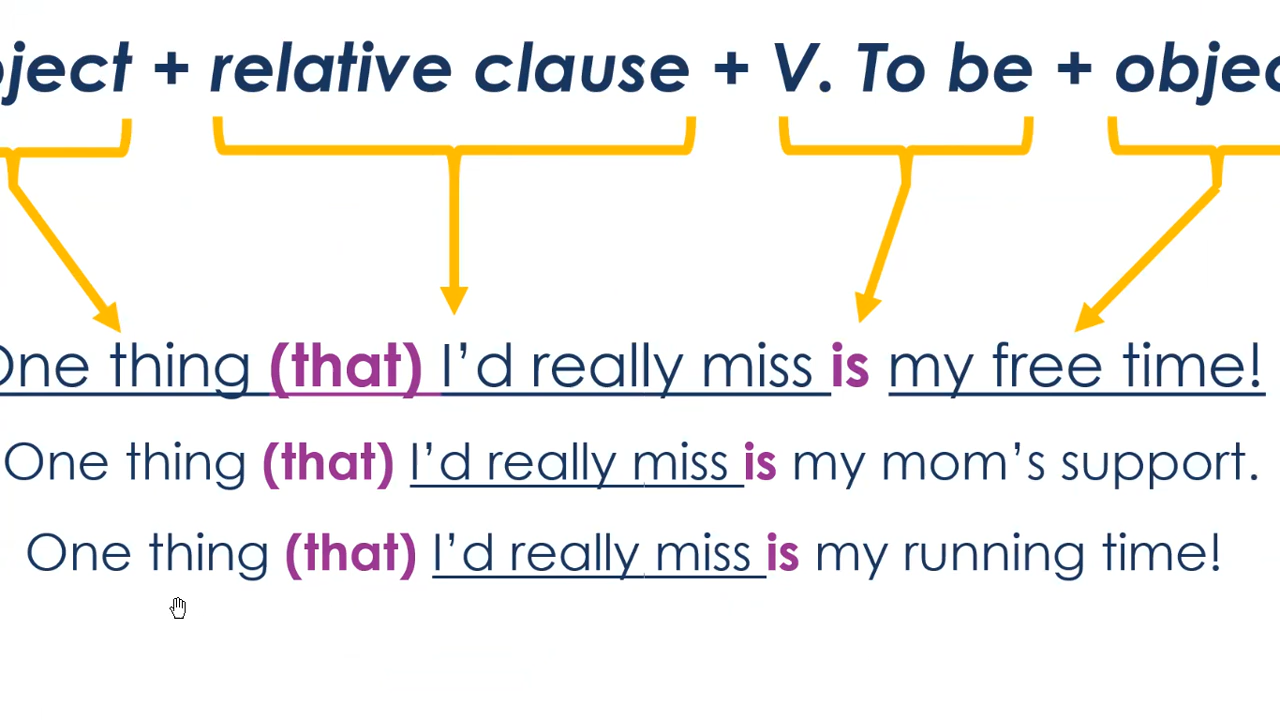 ject + relative clause + V. To be + objec
One thing (that) I'd really miss is my free time!
One thing (that) I'd really miss is my mom's support.
One thing (that) I'd really miss is my running time!